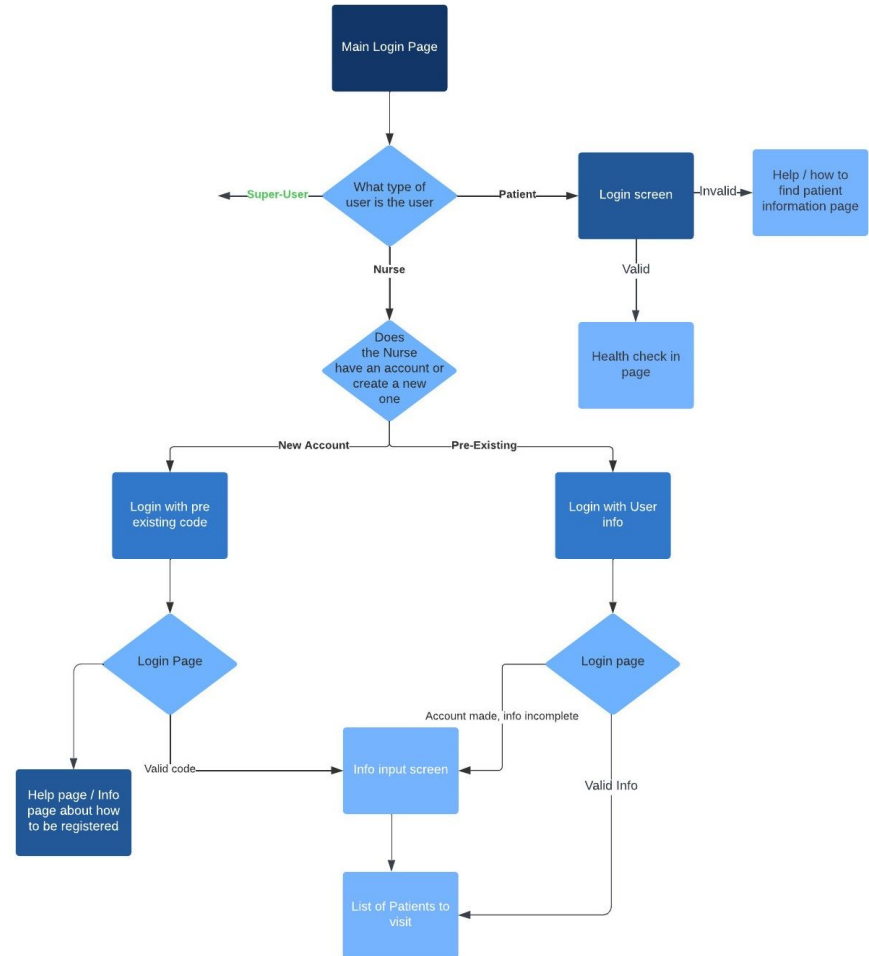 Main Login Page
What type of
user is the user
Super-User
Patient
Login screen
Invalid
Help / how to
find patient
information page
Nurse
Valid
Does
the Nurse
have an account or
create a new
one
Health check in
page
New Account
Pre-Existing
Login with pre
existing code
Login with User
info
Login Page
Login page
Account made, info incomplete
Valid code
Info input screen
Valid Info
Help page / Info
page about how
to be registered
List of Patients to
visit